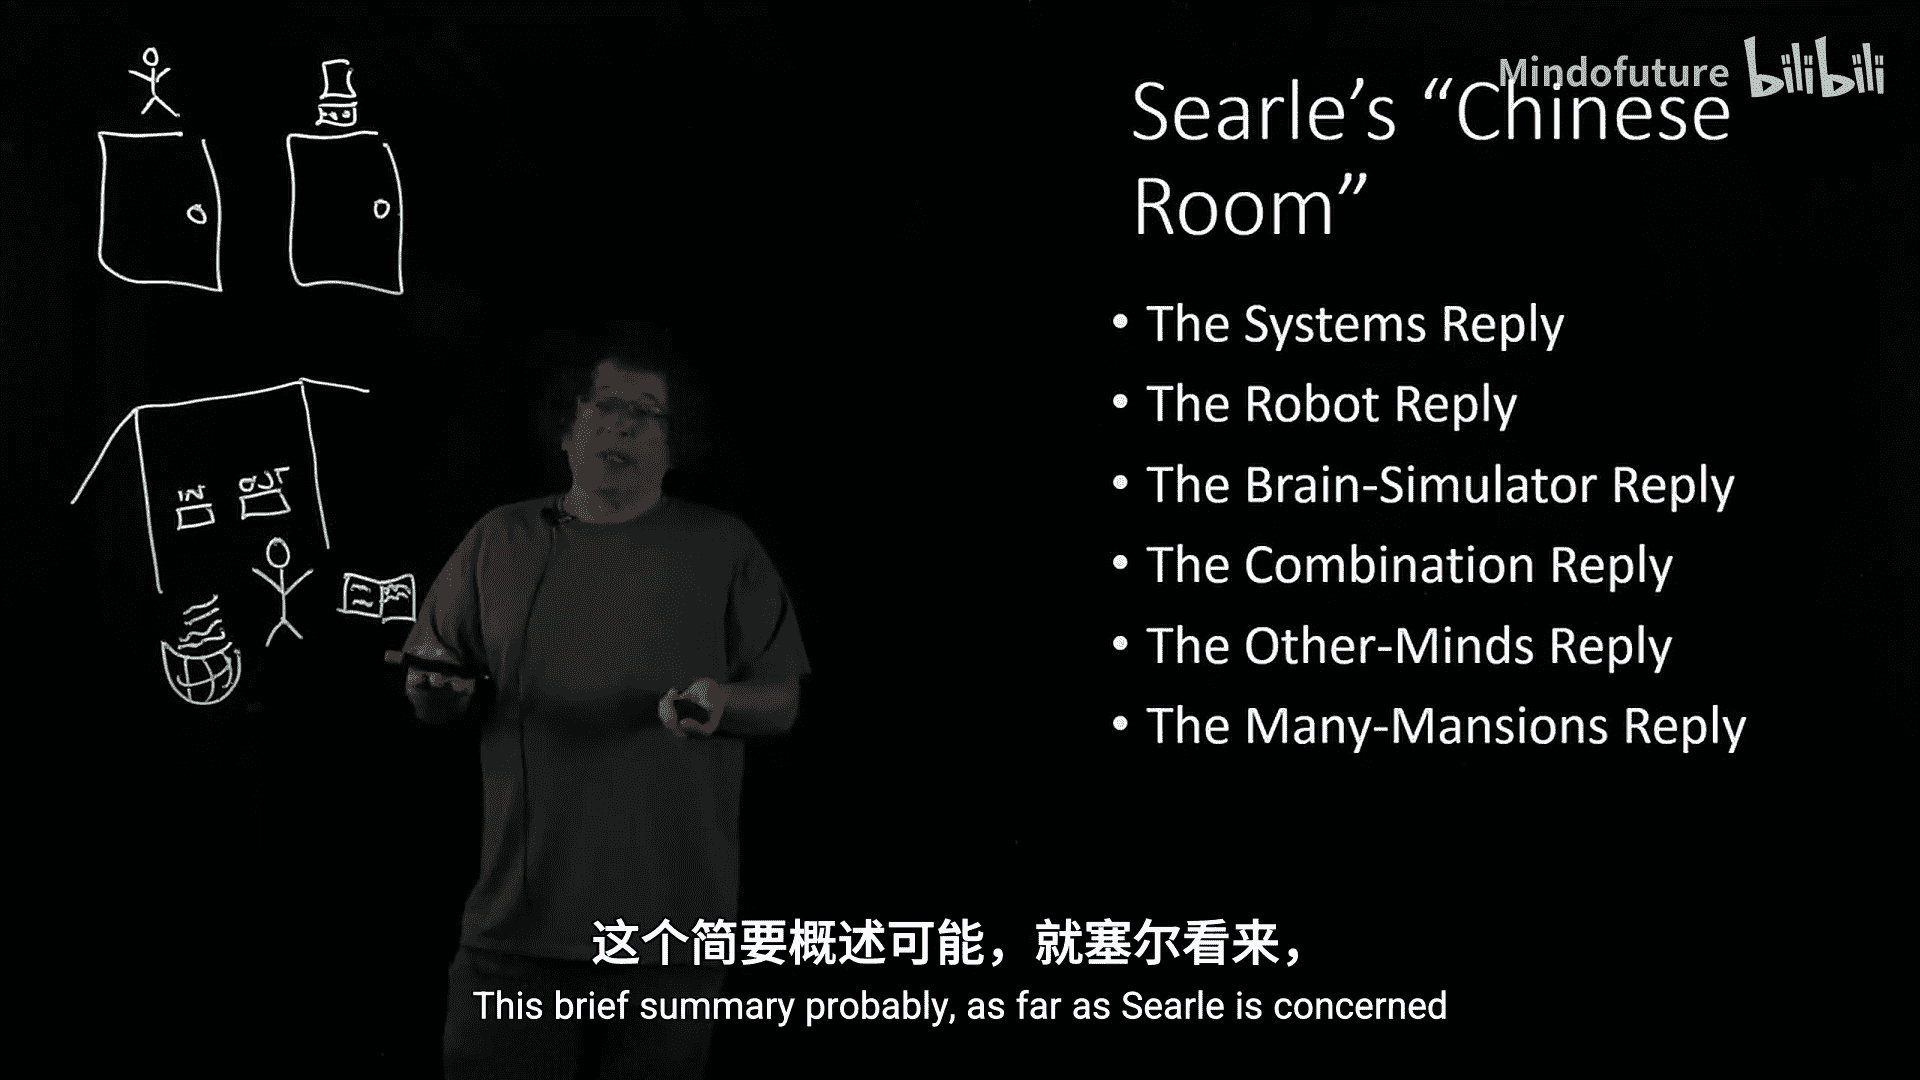 Mindofuture bilibili
Searle's “Chinese
Room”
• The Systems Reply
• The Robot Reply
• The Brain-Simulator Reply
• The Combination Reply
• The Other-Minds Reply
• The Many-Mansions Reply
IN
OUT
这个简要概述可能，就塞尔看来，
This brief summary probably, as far as Searle is concerned